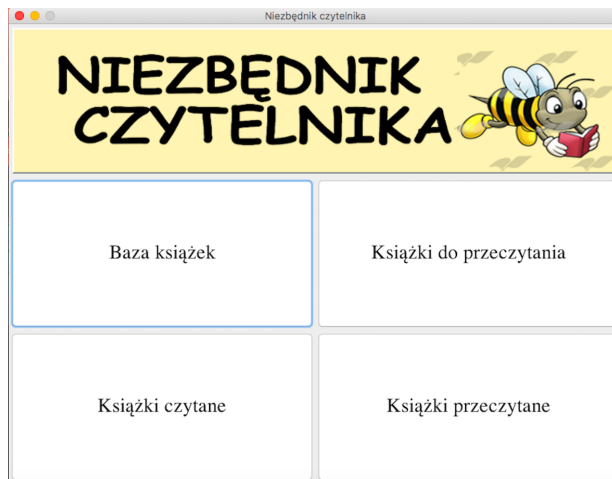 Niezbędnik czytelnika
NIEZBĘDNIK
CZYTELNIKA
Baza książek
Książki do przeczytania
Książki czytane
Książki przeczytane